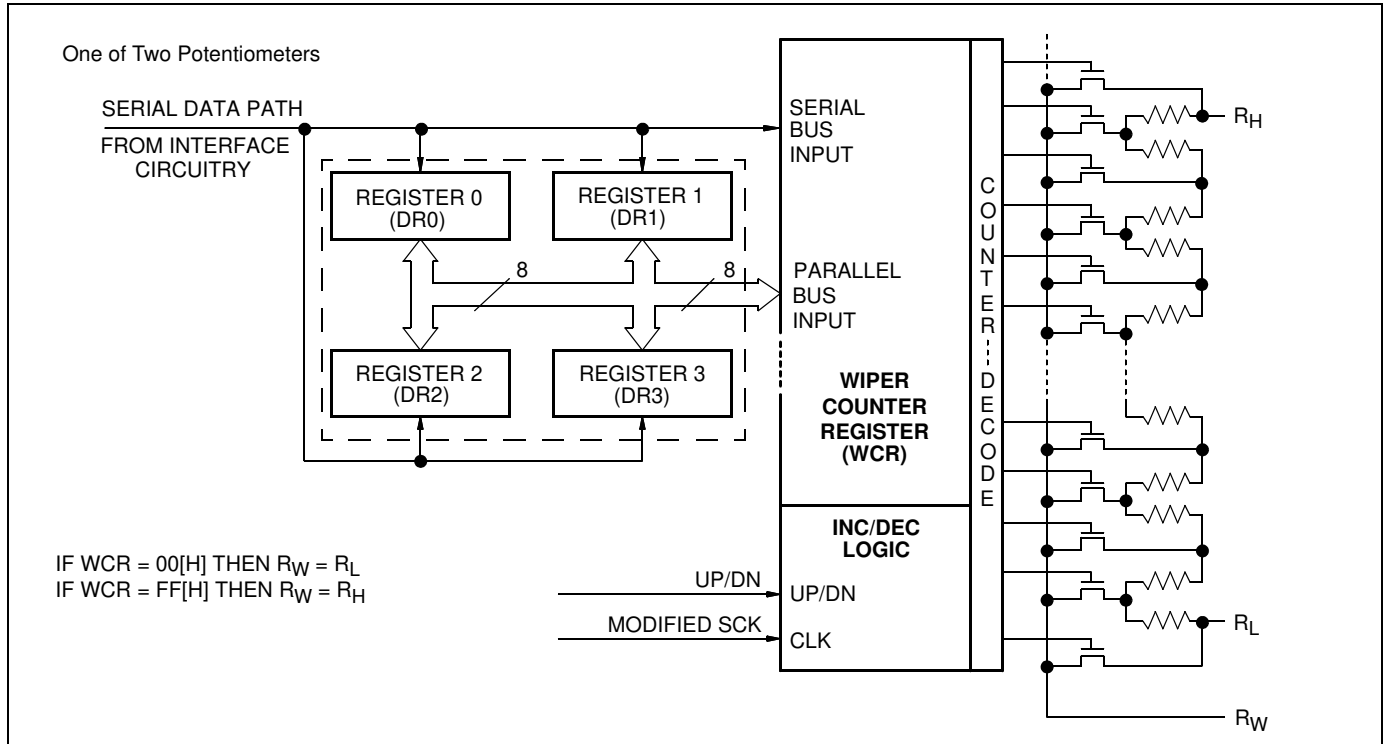 One of Two Potentiometers
SERIAL DATA PATH
FROM INTERFACE
CIRCUITRY
REGISTER 0
(DR0)
REGISTER 1
(DR1)
8
8
REGISTER 2
(DR2)
REGISTER 3
(DR3)
SERIAL
BUS
INPUT
PARALLEL
BUS
INPUT
WIPER
COUNTER
REGISTER
(WCR)
INC/DEC
LOGIC
UP/DN
UP/DN
MODIFIED SCK
CLK
COUNTER
DECODE
RH
RL
RW
IF WCR = 00[H] THEN RW = RL
IF WCR = FF[H] THEN RW = RH